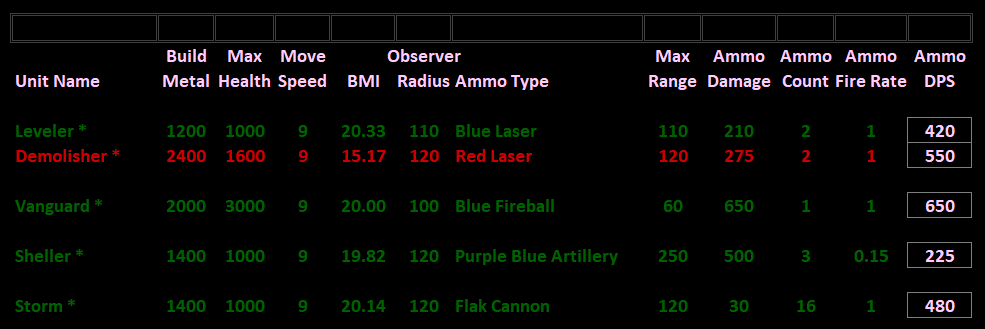 Build Max Move Observer Max Ammo Ammo Ammo Ammo
Unit Name Metal Health Speed BMI Radius Ammo Type Range Damage Count Fire Rate DPS
Leveler * 1200 1000 9 20.33 110 Blue Laser 110 210 2 1 420
Demolisher * 2400 1600 9 15.17 120 Red Laser 120 275 2 1 550
Vanguard * 2000 3000 9 20.00 100 Blue Fireball 60 650 1 1 650
Sheller * 1400 1000 9 19.82 120 Purple Blue Artillery 250 500 3 0.15 225
Storm * 1400 1000 9 20.14 120 Flak Cannon 120 30 16 1 480